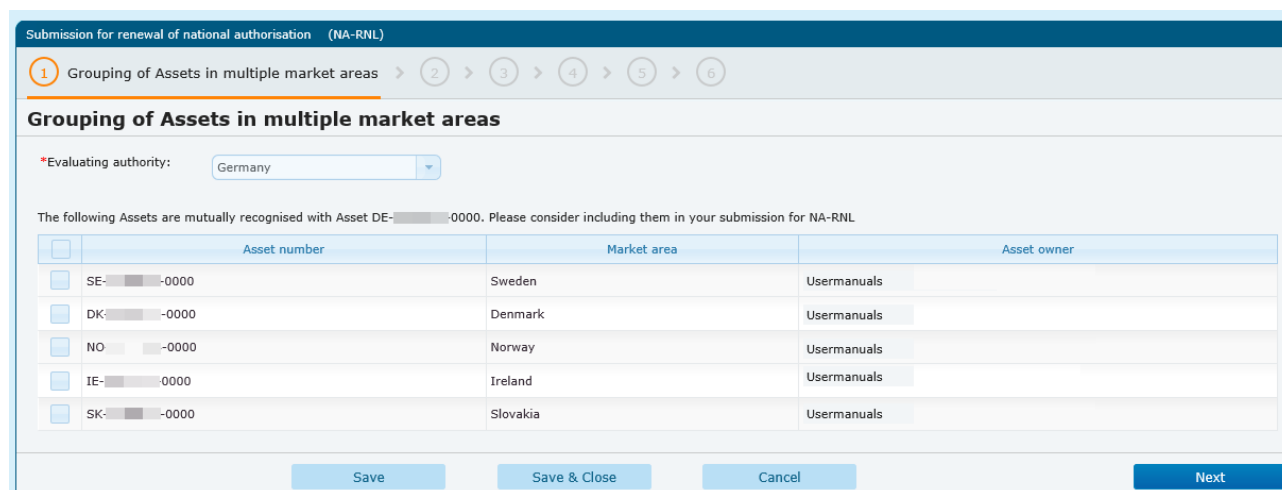 Submission for renewal of national authorisation (NA-RNL)
1 Grouping of Assets in multiple market areas > 2 > 3 > 4 > 5 > 6
Grouping of Assets in multiple market areas
*Evaluating authority: Germany
The following Assets are mutually recognised with Asset DE- -0000. Please consider including them in your submission for NA-RNL
Asset number Market area Asset owner
SE- -0000 Sweden Usermanuals
DK- -0000 Denmark Usermanuals
NO- -0000 Norway Usermanuals
IE- -0000 Ireland Usermanuals
SK- -0000 Slovakia Usermanuals
Save Save & Close Cancel Next